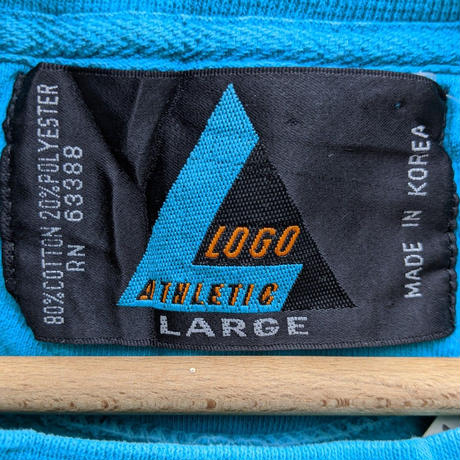 80%COTTON 20%POLYESTER
RN 63388
LOGO
ATHLETIC
LARGE
MADE IN KOREA